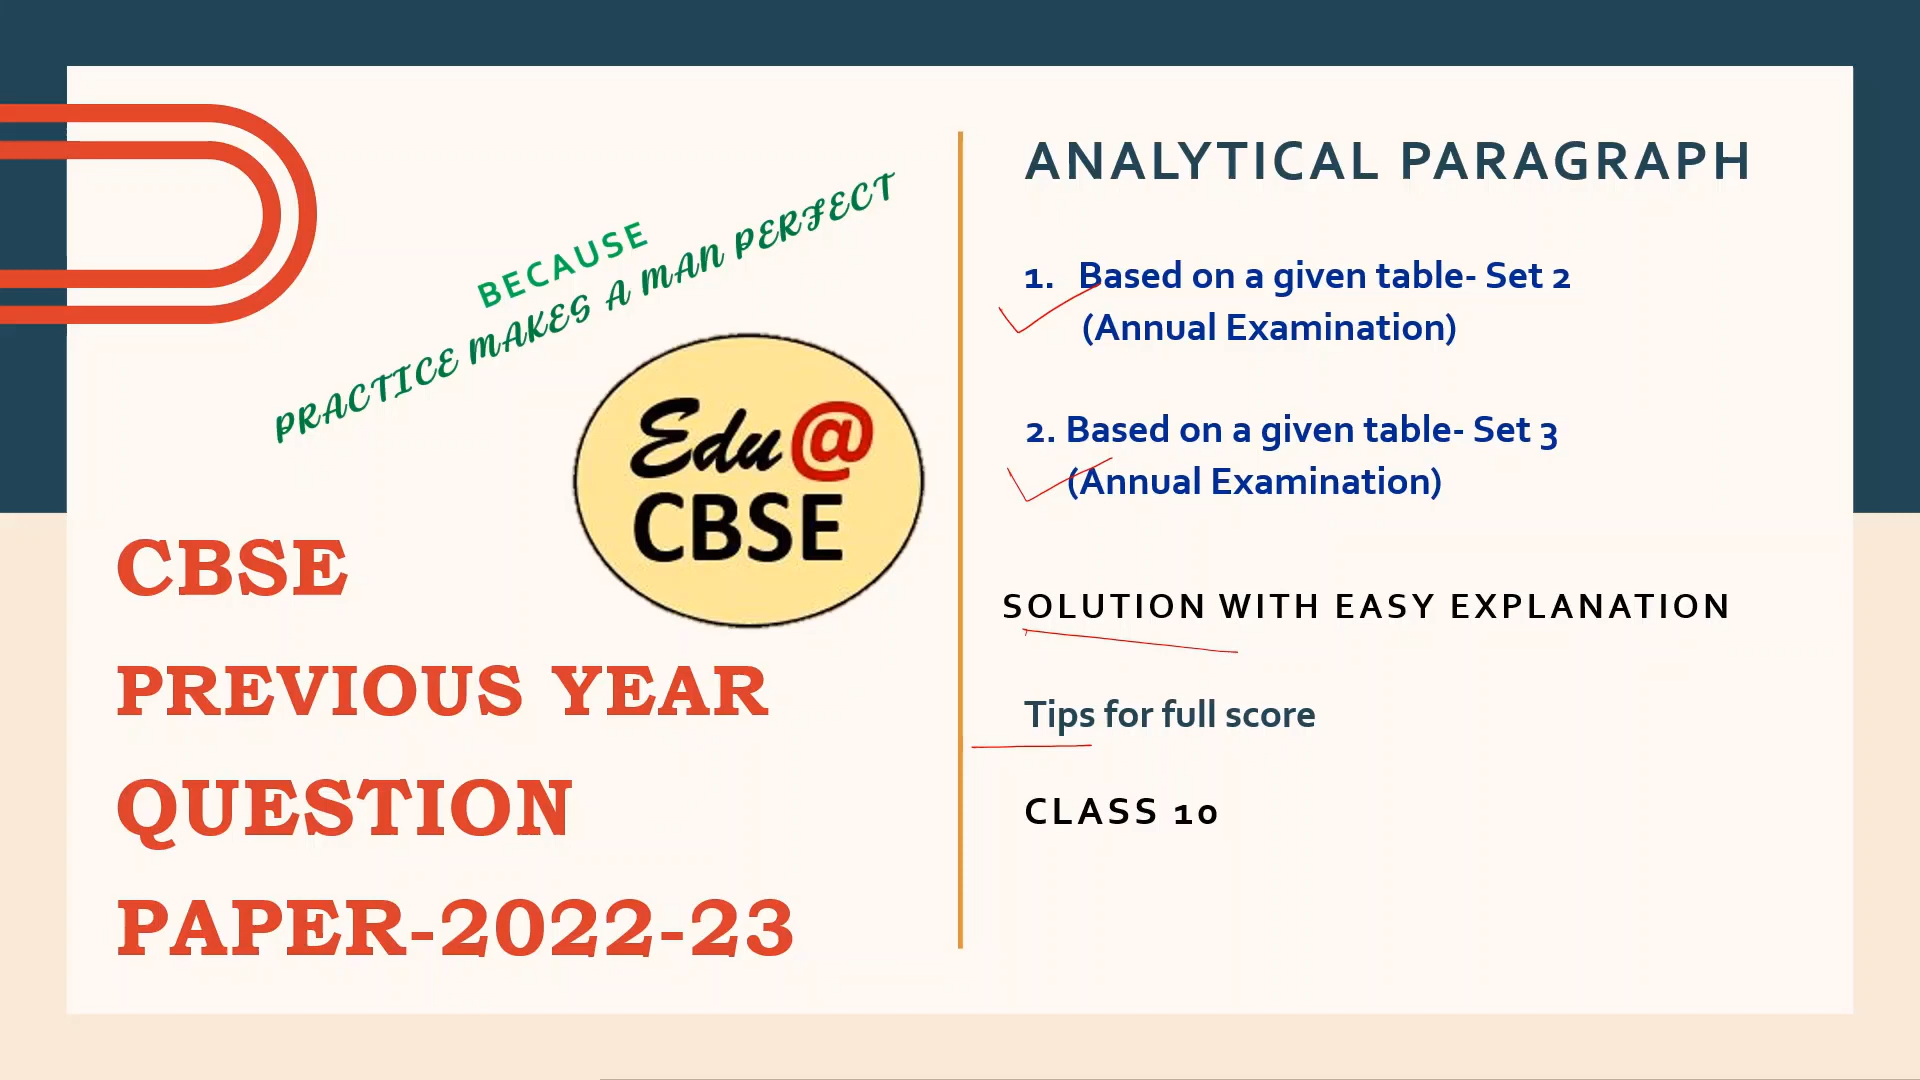 BECAUSE
PRACTICE MAKES A MAN PERFECT
Edu@
CBSE
CBSE
PREVIOUS YEAR
QUESTION
PAPER-2022-23
ANALYTICAL PARAGRAPH
1. Based on a given table- Set 2
(Annual Examination)
2. Based on a given table- Set 3
(Annual Examination)
SOLUTION WITH EASY EXPLANATION
Tips for full score
CLASS 10